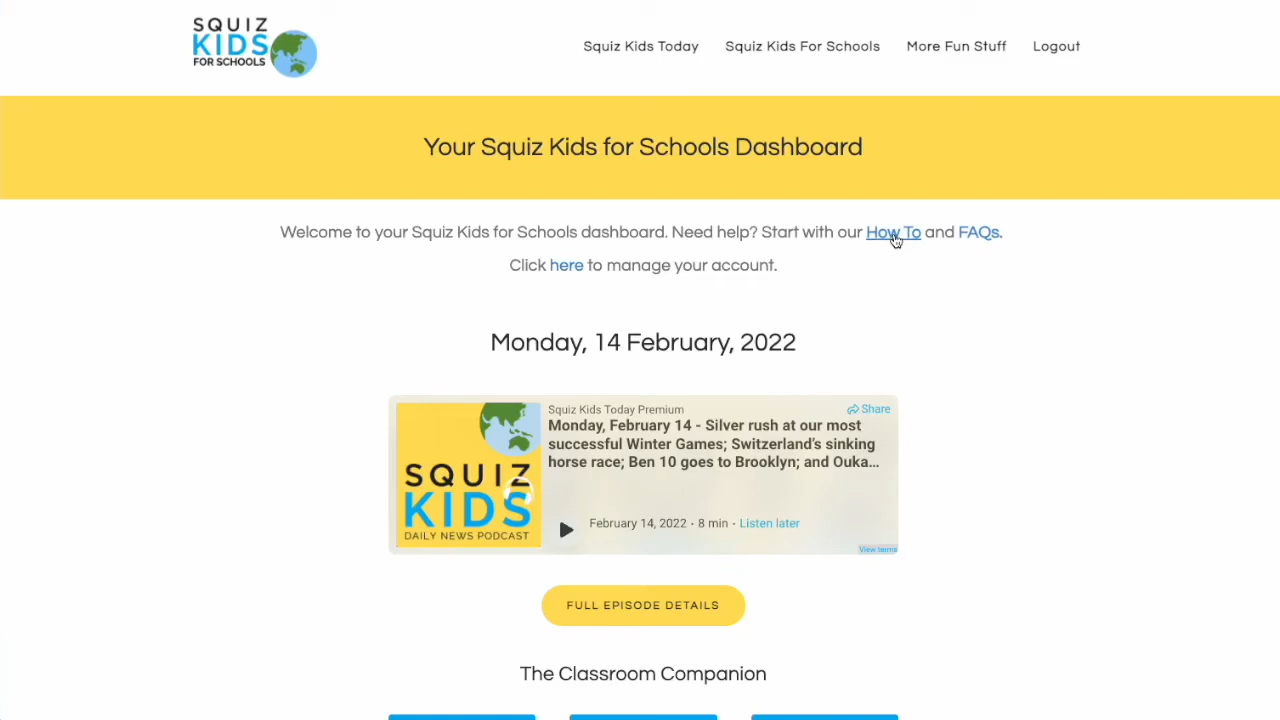 SQUIZ
KIDS
FOR SCHOOLS
Squiz Kids Today
Squiz Kids For Schools
More Fun Stuff
Logout
Your Squiz Kids for Schools Dashboard
Welcome to your Squiz Kids for Schools dashboard. Need help? Start with our How To and FAQs.
Click here to manage your account.
Monday, 14 February, 2022
SQUIZ
KIDS
DAILY NEWS PODCAST
Squiz Kids Today Premium
Share
Monday, February 14 - Silver rush at our most
successful Winter Games; Switzerland's sinking
horse race; Ben 10 goes to Brooklyn; and Ouka...
February 14, 2022 · 8 min · Listen later
View terms
FULL EPISODE DETAILS
The Classroom Companion